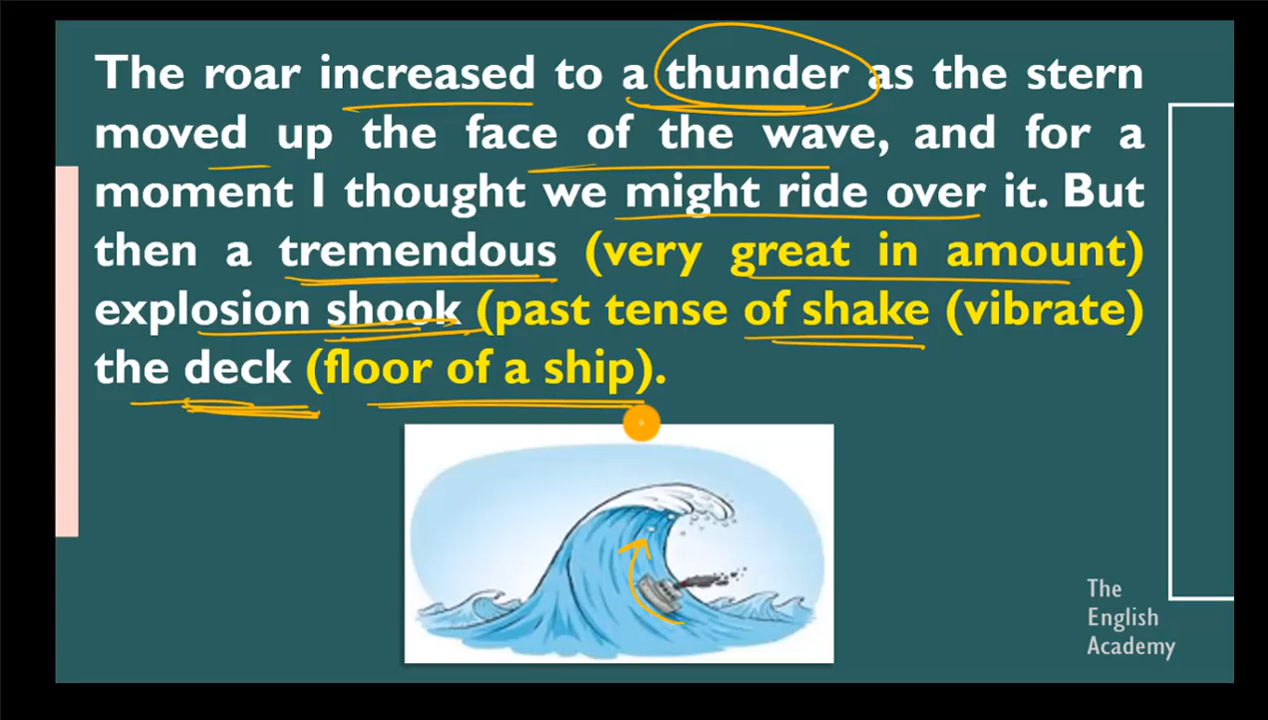 The roar increased to a thunder as the stern
moved up the face of the wave, and for a
moment I thought we might ride over it. But
then a tremendous (very great in amount)
explosion shook (past tense of shake (vibrate)
the deck (floor of a ship).
The
English
Academy